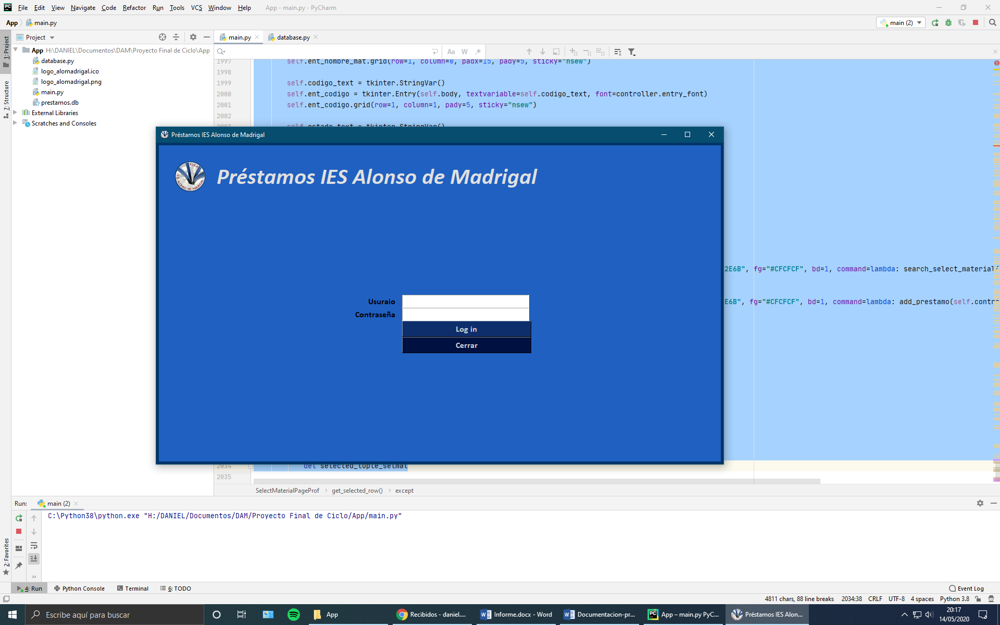 File Edit View Navigate Code Refactor Run Tools VCS Window Help App - main.py - PyCharm
App main.py main (2)
1: Project
7: Structure
2: Favorites
Project main.py database.py
App H:\DANIEL\Documentos\DAM\Proyecto Final de Ciclo\App
database.py
logo_alomadrigal.ico
logo_alomadrigal.png
main.py
prestamos.db
External Libraries
Scratches and Consoles
Aa W .*
1997 self.ent_nombre_mat.grid(row=1, column=0, padx=15, pady=5, sticky="nsew")
1998
1999 self.codigo_text = tkinter.StringVar()
2000 self.ent_codigo = tkinter.Entry(self.body, textvariable=self.codigo_text, font=controller.entry_font)
2001 self.ent_codigo.grid(row=1, column=1, pady=5, sticky="nsew")
2002
2003 self.estado_text = tkinter.StringVar()
Préstamos IES Alonso de Madrigal
ÁVILA
I.E.S. ALONSO DE MADRIGAL
Préstamos IES Alonso de Madrigal
2E6B", fg="#CFCFCF", bd=1, command=lambda: search_select_material(
Usuraio
E6B", fg="#CFCFCF", bd=1, command=lambda: add_prestamo(self.contro
Contraseña
Log in
Cerrar
2034 del selected_tuple_selmat
2035
SelectMaterialPageProf get_selected_row() except
Run: main (2)
C:\Python38\python.exe "H:/DANIEL/Documentos/DAM/Proyecto Final de Ciclo/App/main.py"
4: Run Python Console Terminal 6: TODO Event Log
4811 chars, 88 line breaks 2034:38 CRLF UTF-8 4 spaces Python 3.8
Escribe aquí para buscar App Recibidos - daniel.... Informe.docx - Word Documentacion-pr... App – main.py PyC... Préstamos IES Alon... 20:17
14/05/2020